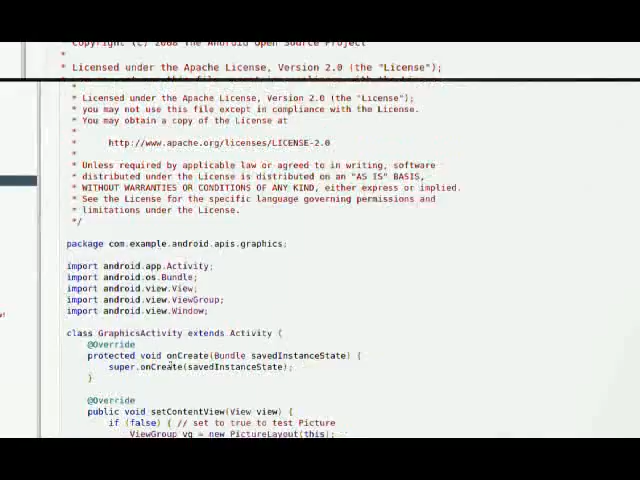 Copyright (C) 2008 The Android Open Source Project
*
* Licensed under the Apache License, Version 2.0 (the "License");
*
* Licensed under the Apache License, Version 2.0 (the "License");
* you may not use this file except in compliance with the License.
* You may obtain a copy of the License at
*
* http://www.apache.org/licenses/LICENSE-2.0
*
* Unless required by applicable law or agreed to in writing, software
* distributed under the License is distributed on an "AS IS" BASIS,
* WITHOUT WARRANTIES OR CONDITIONS OF ANY KIND, either express or implied.
* See the License for the specific language governing permissions and
* limitations under the License.
*/
package com.example.android.apis.graphics;
import android.app.Activity;
import android.os.Bundle;
import android.view.View;
import android.view.ViewGroup;
import android.view.Window;
class GraphicsActivity extends Activity {
@Override
protected void onCreate(Bundle savedInstanceState) {
super.onCreate(savedInstanceState);
}
@Override
public void setContentView(View view) {
if (false) { // set to true to test Picture
ViewGroup vg = new PictureLayout(this);